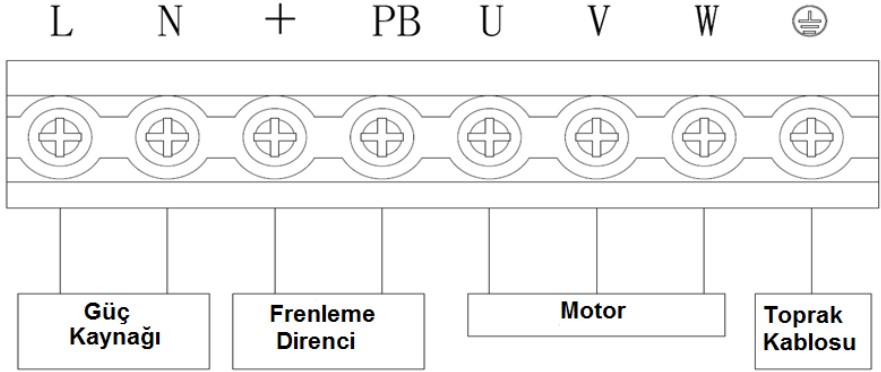 L N + PB U V W ⏚
Güç
Kaynağı
Frenleme
Direnci
Motor
Toprak
Kablosu